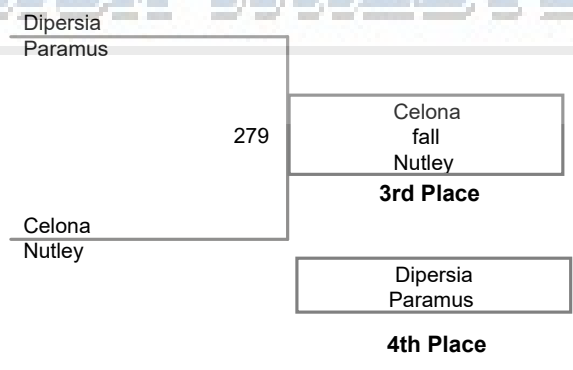 Dipersia
Paramus
Celona
279
fall
Nutley
3rd Place
Celona
Nutley
Dipersia
Paramus
4th Place